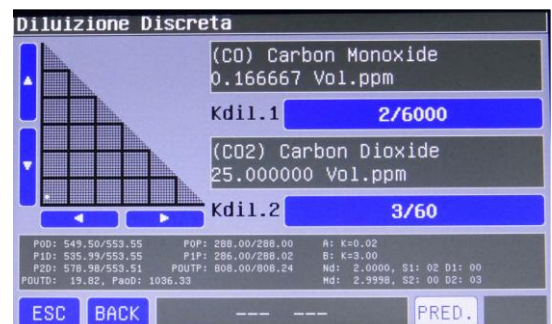 Diluizione Discreta
(CO) Carbon Monoxide
0.166667 Vol.ppm
Kdil.1 2/6000
(CO2) Carbon Dioxide
25.000000 Vol.ppm
Kdil.2 3/60
POD: 549.50/553.55 POP: 288.00/288.00 A: K=0.02
P1D: 535.99/553.55 P1P: 286.00/288.02 B: K=3.00
P2D: 578.98/553.51 POUTP: 808.00/808.24 Nd: 2.0000, S1: 02 D1: 00
POUTD: 19.82, PaoD: 1036.33 Md: 2.9998, S2: 00 D2: 03
ESC BACK --- --- PRED.